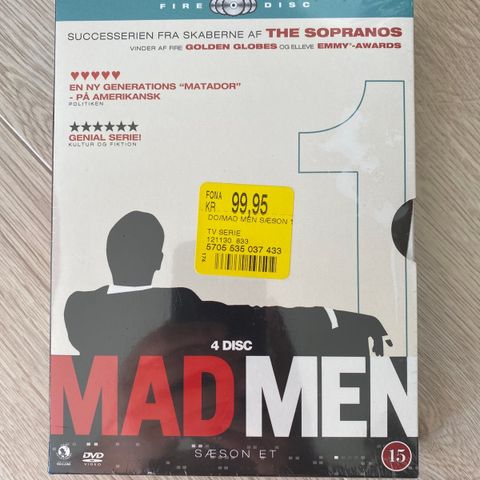 FIRE DISC
SUCCESSERIEN FRA SKABERNE AF THE SOPRANOS
VINDER AF FIRE GOLDEN GLOBES OG ELLEVE EMMY®-AWARDS
♥♥♥♥♥
EN NY GENERATIONS "MATADOR"
- PÅ AMERIKANSK
POLITIKEN
★★★★★★
GENIAL SERIE!
KULTUR OG FIKTION
1
FONA
KR 99,95
DO/MAD MEN SÆSON 1
TV SERIE
121130 833
5705 535 037 433
174
4 DISC
MAD MEN
SÆSON ET
DVD
VIDEO
15